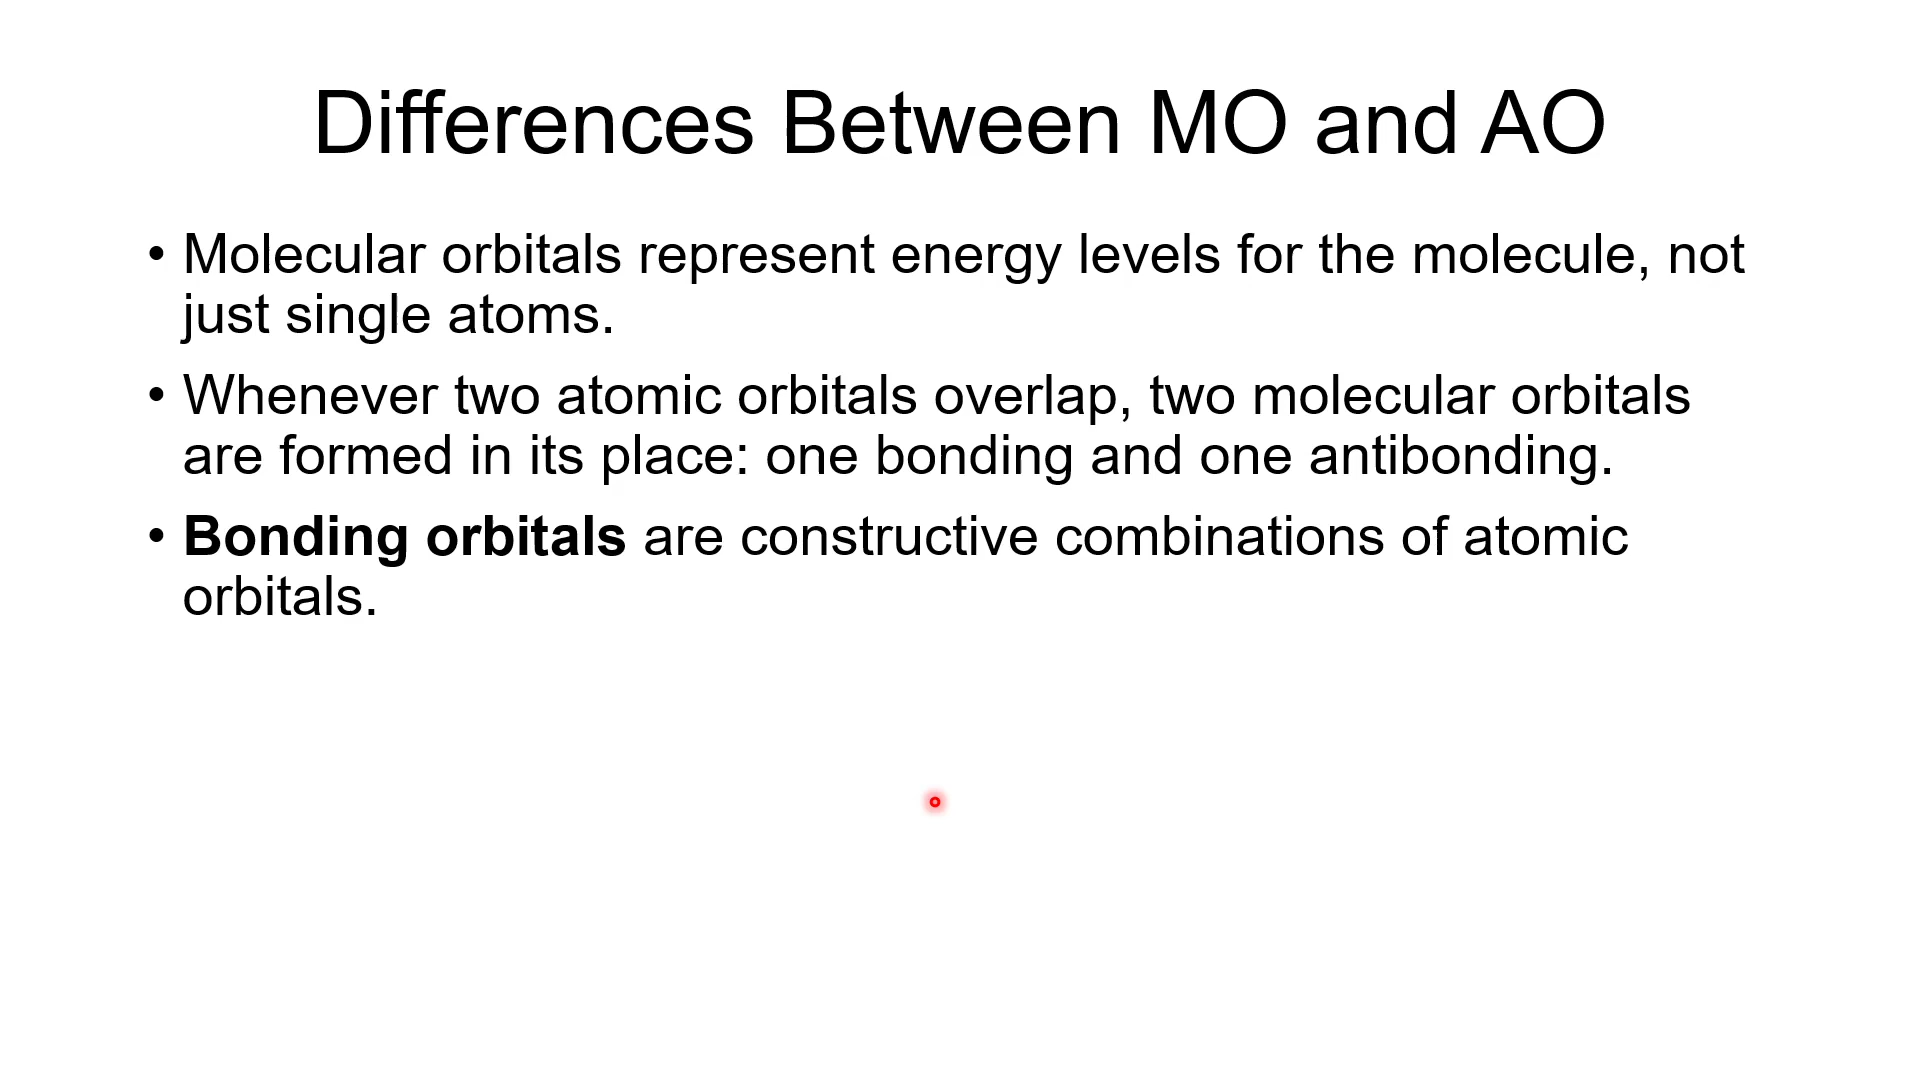 Differences Between MO and AO
• Molecular orbitals represent energy levels for the molecule, not
just single atoms.
• Whenever two atomic orbitals overlap, two molecular orbitals
are formed in its place: one bonding and one antibonding.
• Bonding orbitals are constructive combinations of atomic
orbitals.